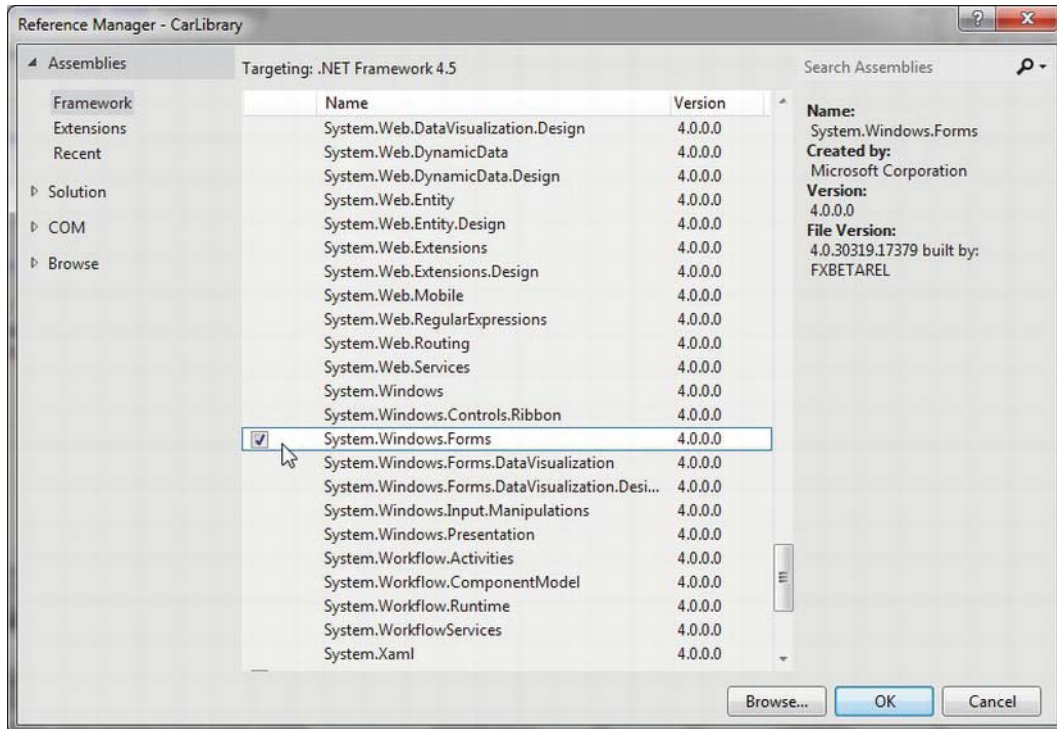 Reference Manager - CarLibrary
Assemblies
Framework
Extensions
Recent
Solution
COM
Browse
Targeting: .NET Framework 4.5
Name Version
System.Web.DataVisualization.Design 4.0.0.0
System.Web.DynamicData 4.0.0.0
System.Web.DynamicData.Design 4.0.0.0
System.Web.Entity 4.0.0.0
System.Web.Entity.Design 4.0.0.0
System.Web.Extensions 4.0.0.0
System.Web.Extensions.Design 4.0.0.0
System.Web.Mobile 4.0.0.0
System.Web.RegularExpressions 4.0.0.0
System.Web.Routing 4.0.0.0
System.Web.Services 4.0.0.0
System.Windows 4.0.0.0
System.Windows.Controls.Ribbon 4.0.0.0
System.Windows.Forms 4.0.0.0
System.Windows.Forms.DataVisualization 4.0.0.0
System.Windows.Forms.DataVisualization.Desi... 4.0.0.0
System.Windows.Input.Manipulations 4.0.0.0
System.Windows.Presentation 4.0.0.0
System.Workflow.Activities 4.0.0.0
System.Workflow.ComponentModel 4.0.0.0
System.Workflow.Runtime 4.0.0.0
System.WorkflowServices 4.0.0.0
System.Xaml 4.0.0.0
Search Assemblies
Name:
System.Windows.Forms
Created by:
Microsoft Corporation
Version:
4.0.0.0
File Version:
4.0.30319.17379 built by:
FXBETAREL
Browse... OK Cancel